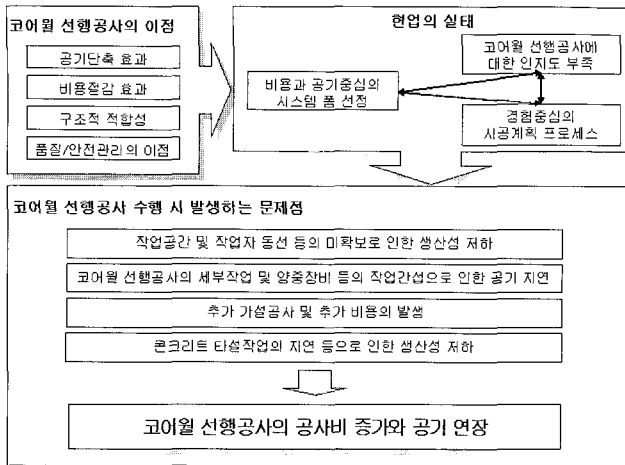 코어월 선행공사의 이점
공기단축 효과
비용절감 효과
구조적 적합성
품질/안전관리의 이점
현업의 실태
비용과 공기중심의
시스템 폼 선정
코어월 선행공사에
대한 인지도 부족
경험중심의
시공계획 프로세스
코어월 선행공사 수행 시 발생하는 문제점
작업공간 및 작업자 동선 등의 미확보로 인한 생산성 저하
코어월 선행공사의 세부작업 및 양중장비 등의 작업간섭으로 인한 공기 지연
추가 가설공사 및 추가 비용의 발생
콘크리트 타설작업의 지연 등으로 인한 생산성 저하
코어월 선행공사의 공사비 증가와 공기 연장